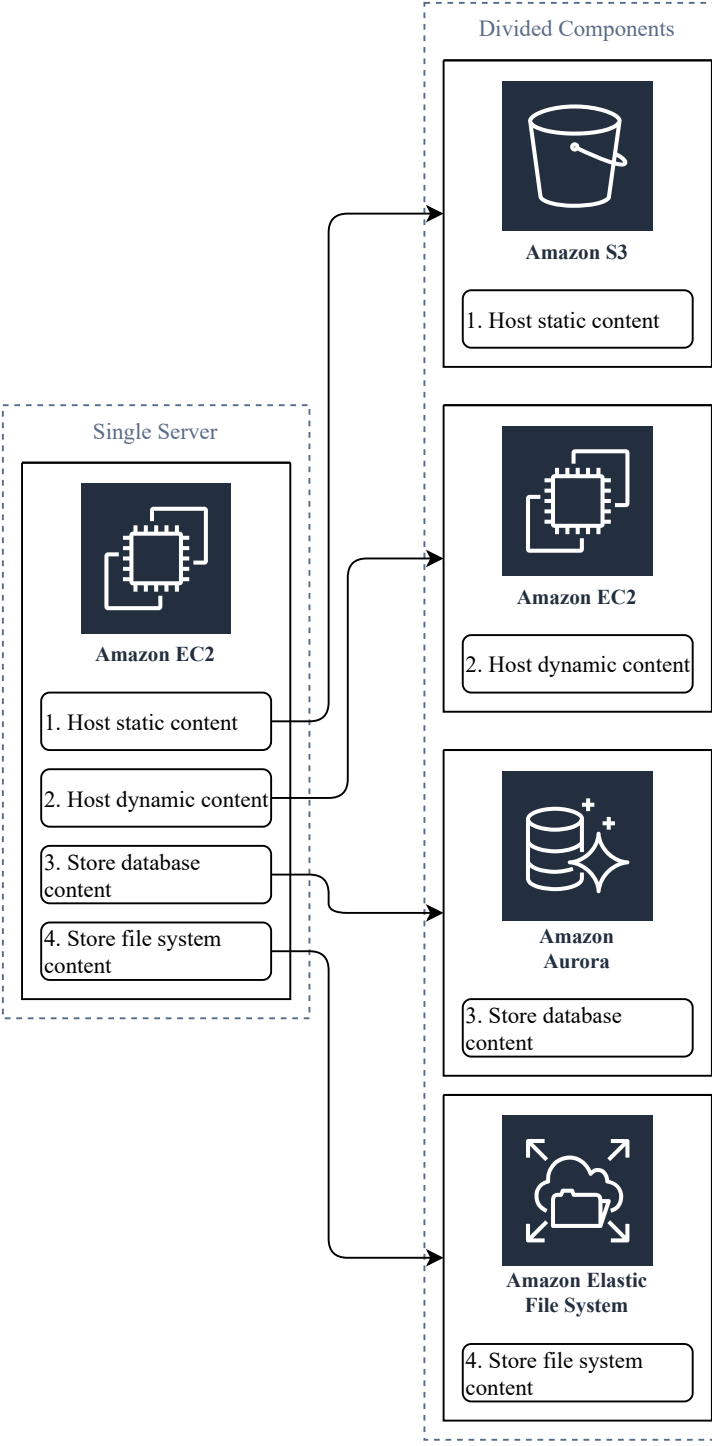 Single Server
Amazon EC2
1. Host static content
2. Host dynamic content
3. Store database
content
4. Store file system
content
Divided Components
Amazon S3
1. Host static content
Amazon EC2
2. Host dynamic content
Amazon
Aurora
3. Store database
content
Amazon Elastic
File System
4. Store file system
content